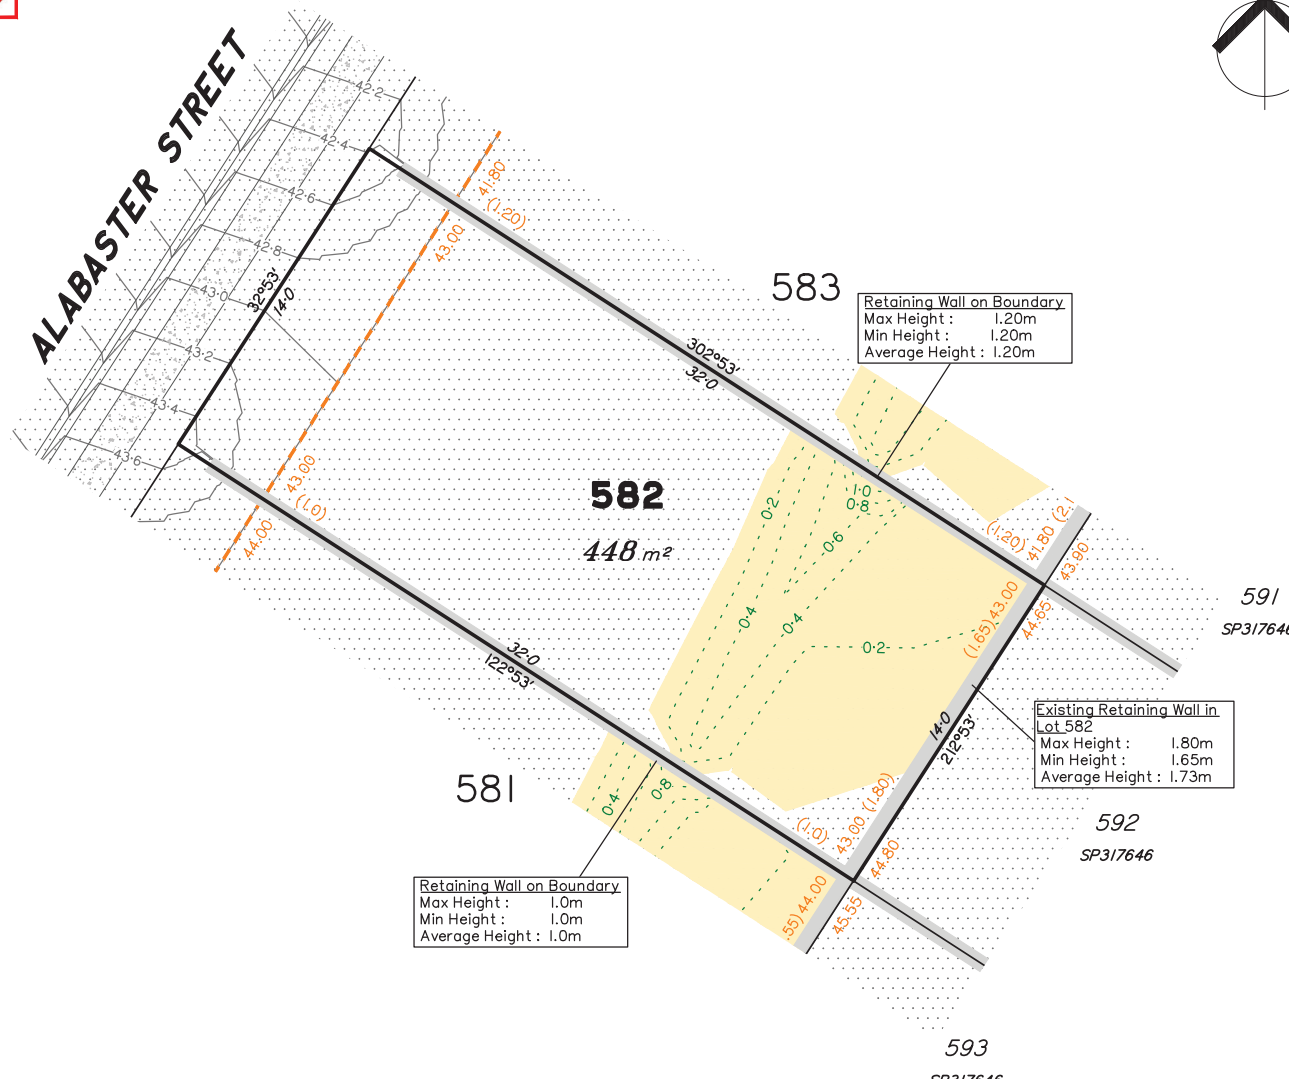 ALABASTER STREET
42·2
42·4
42·6
42·8
43·0
43·2
43·4
43·6
32°53'
14·0
41.80
(1.20)
43.00
583
Retaining Wall on Boundary
Max Height : 1.20m
Min Height : 1.20m
Average Height : 1.20m
302°53'
32·0
43.00
(1.0)
44.00
582
448 m²
0·2
1·0
0·8
0·6
0·4
0·4
0·2
(1.20)
41.80 (2.1
43.90
(1.65) 43.00
44.65
591
SP317646
32·0
122°53'
14·0
212°53'
Existing Retaining Wall in
Lot 582
Max Height : 1.80m
Min Height : 1.65m
Average Height : 1.73m
581
0·4
0·8
(1.0)
43.00 (1.80)
44.80
592
SP317646
Retaining Wall on Boundary
Max Height : 1.0m
Min Height : 1.0m
Average Height : 1.0m
.55) 44.00
45.55
593
SP317646